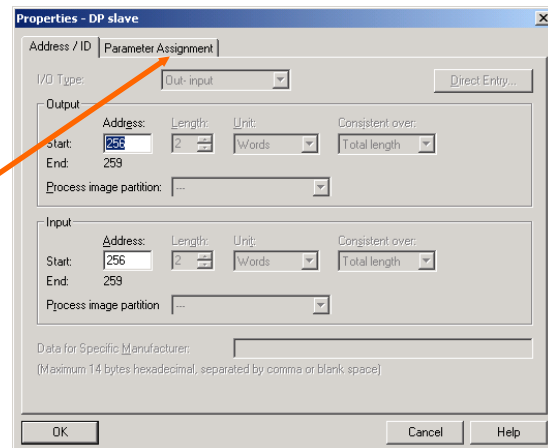 Properties - DP slave
Address / ID Parameter Assignment
I/O Type: Out- input Direct Entry...
Output
Address: Length: Unit: Consistent over:
Start: 256 2 Words Total length
End: 259
Process image partition: ---
Input
Address: Length: Unit: Consistent over:
Start: 256 2 Words Total length
End: 259
Process image partition ---
Data for Specific Manufacturer:
(Maximum 14 bytes hexadecimal, separated by comma or blank space)
OK Cancel Help